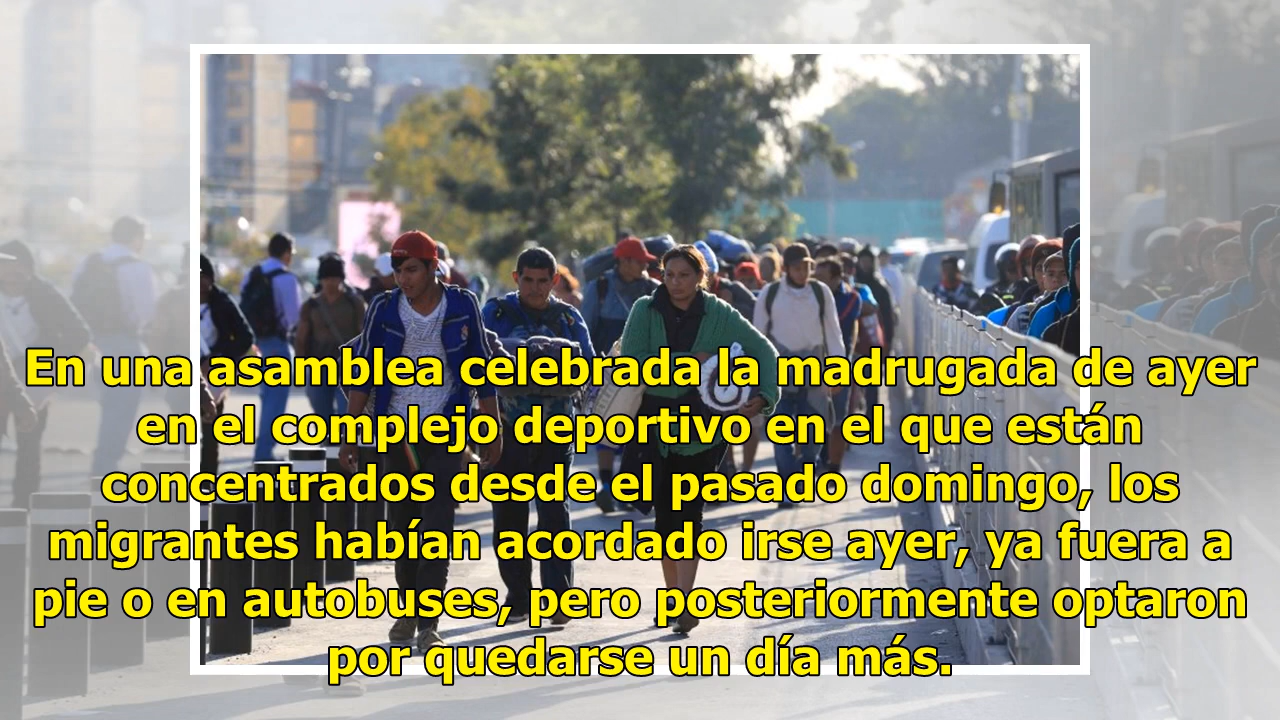 En una asamblea celebrada la madrugada de ayer
en el complejo deportivo en el que están
concentrados desde el pasado domingo, los
migrantes habían acordado irse ayer, ya fuera a
pie o en autobuses, pero posteriormente optaron
por quedarse un día más.